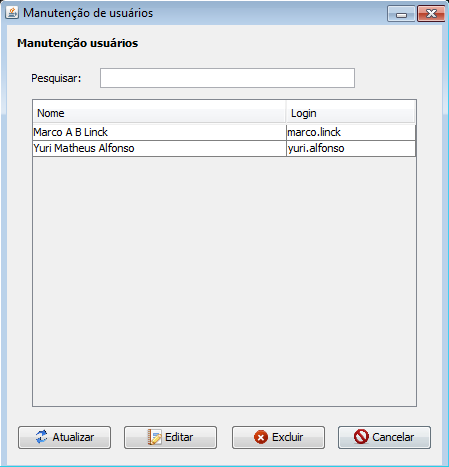 Manutenção de usuários
Manutenção usuários
Pesquisar:
Nome Login
Marco A B Linck marco.linck
Yuri Matheus Alfonso yuri.alfonso
Atualizar Editar Excluir Cancelar